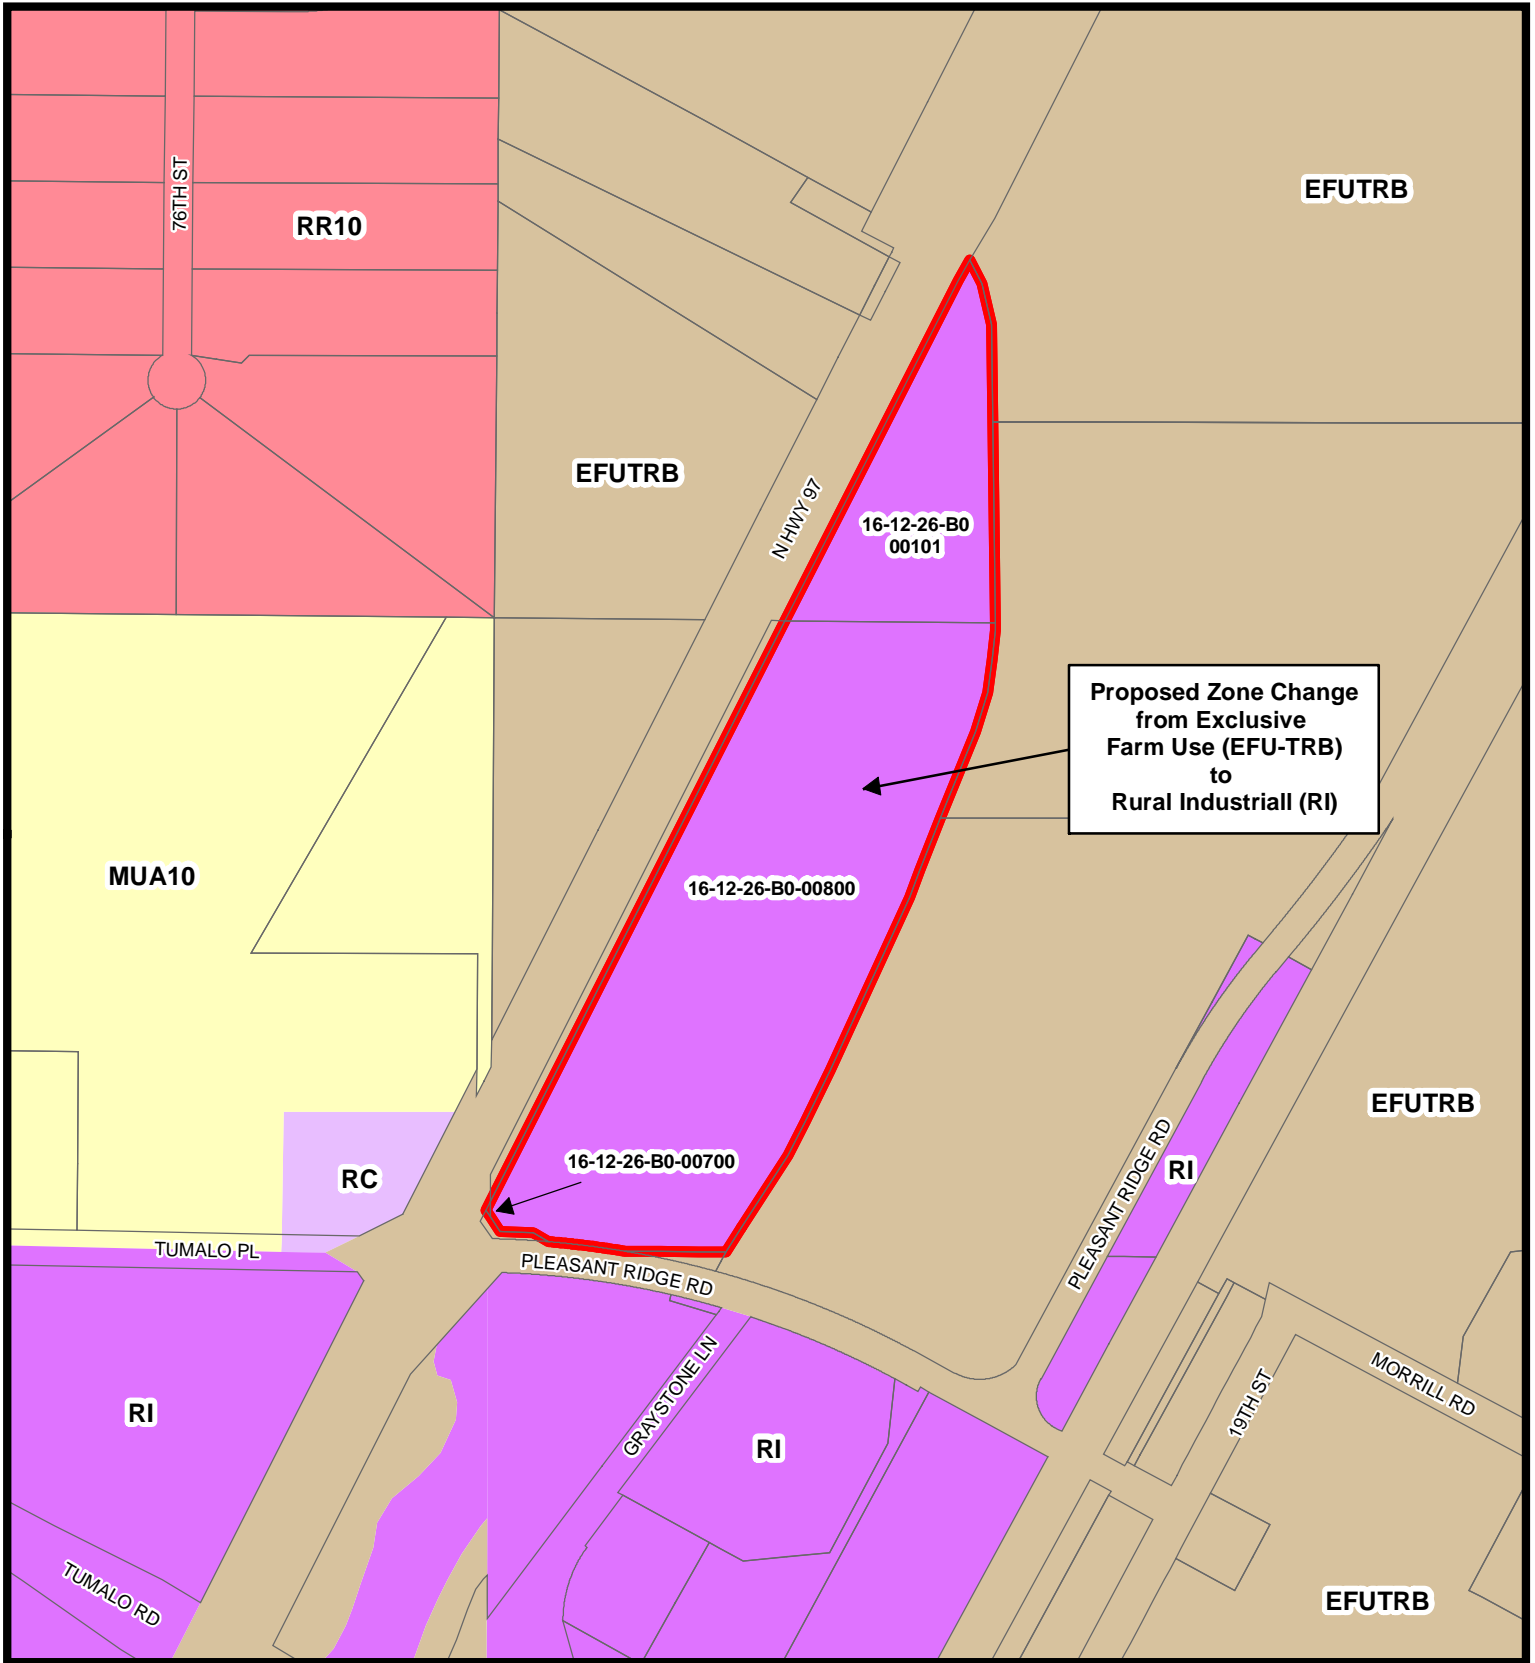 EFUTRB
76TH ST
RR10
EFUTRB
N HWY 97
16-12-26-B0
00101
Proposed Zone Change
from Exclusive
Farm Use (EFU-TRB)
to
Rural Industriall (RI)
MUA10
16-12-26-B0-00800
EFUTRB
16-12-26-B0-00700
RC
RI
PLEASANT RIDGE RD
TUMALO PL
PLEASANT RIDGE RD
GRAYSTONE LN
19TH ST
MORRILL RD
RI
RI
TUMALO RD
EFUTRB